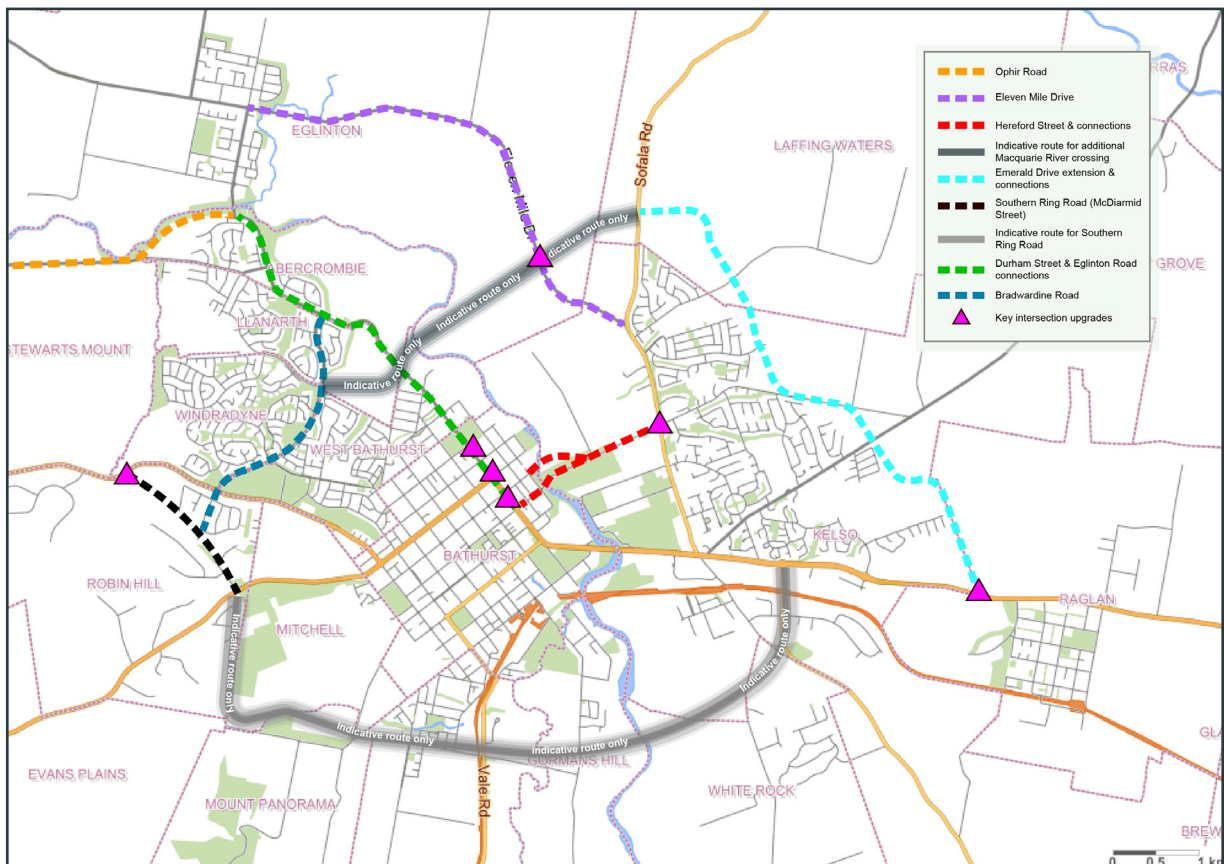 Ophir Road
Eleven Mile Drive
Hereford Street & connections
Indicative route for additional
Macquarie River crossing
Emerald Drive extension &
connections
Southern Ring Road (McDiarmid
Street)
Indicative route for Southern
Ring Road
Durham Street & Eglinton Road
connections
Bradwardine Road
Key intersection upgrades
RRAS
EGLINTON
LAFFING WATERS
Sofala Rd
GROVE
ABERCROMBIE
Indicative route only
Indicative route only
Indicative route only
Indicative route only
LLANARTH
STEWARTS MOUNT
WINDRADYNE
WEST BATHURST
KELSO
BATHURST
ROBIN HILL
RAGLAN
MITCHELL
Indicative route only
Indicative route only
Indicative route only
Indicative route only
GORMANS HILL
EVANS PLAINS
Vale Rd
WHITE ROCK
MOUNT PANORAMA
GLA
BREW
0 0.5 1 km